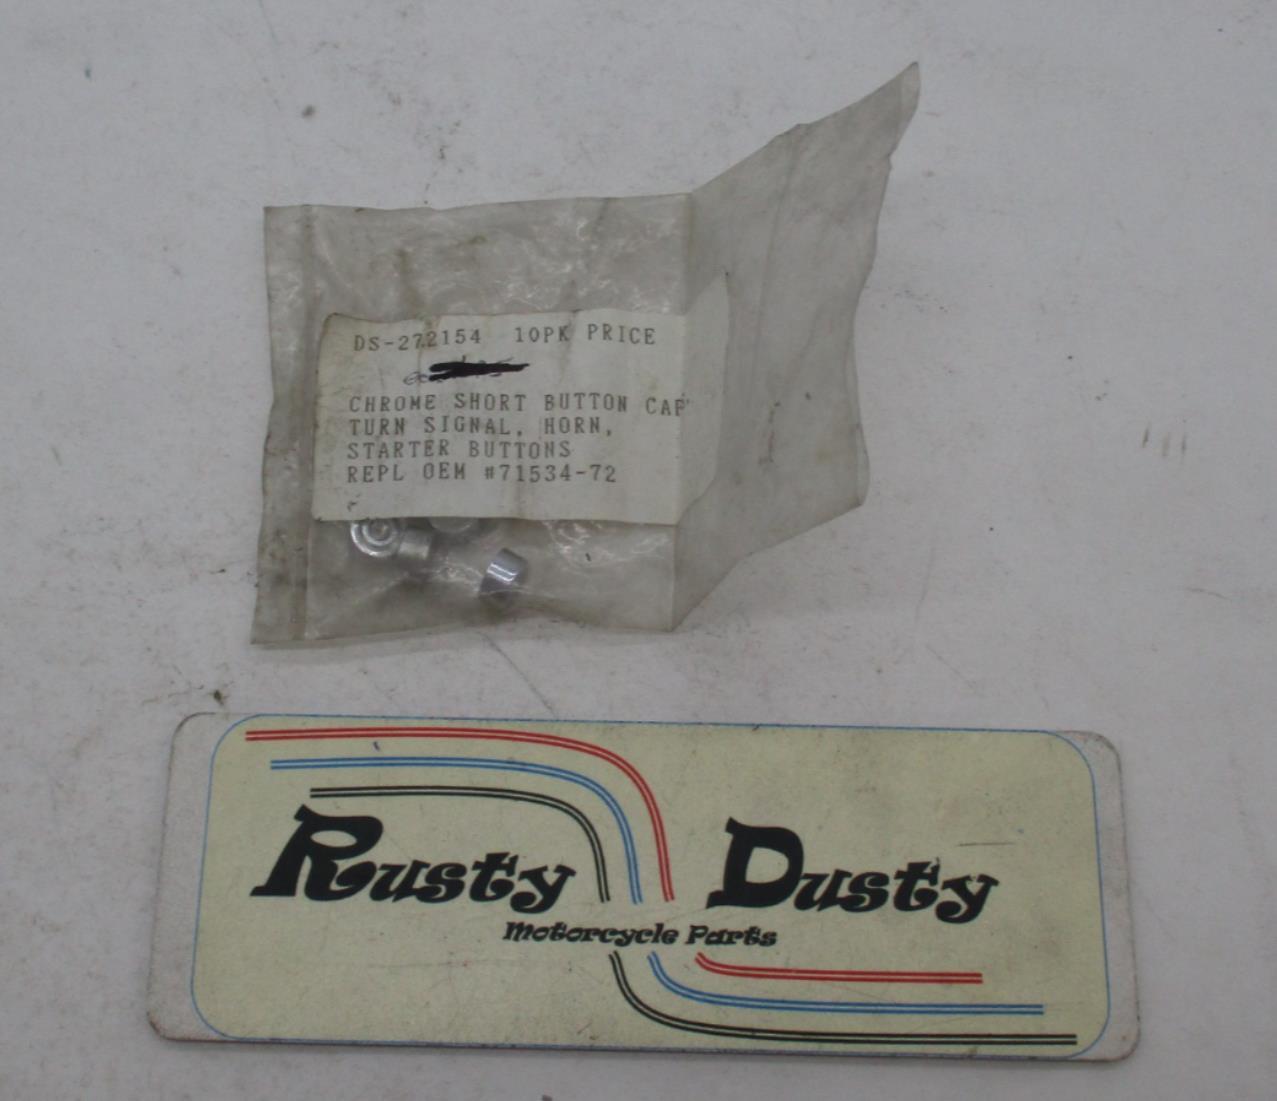 DS-272154 10PK PRICE
CHROME SHORT BUTTON CAP
TURN SIGNAL, HORN,
STARTER BUTTONS
REPL OEM #71534-72
Rusty Dusty
Motorcycle Parts